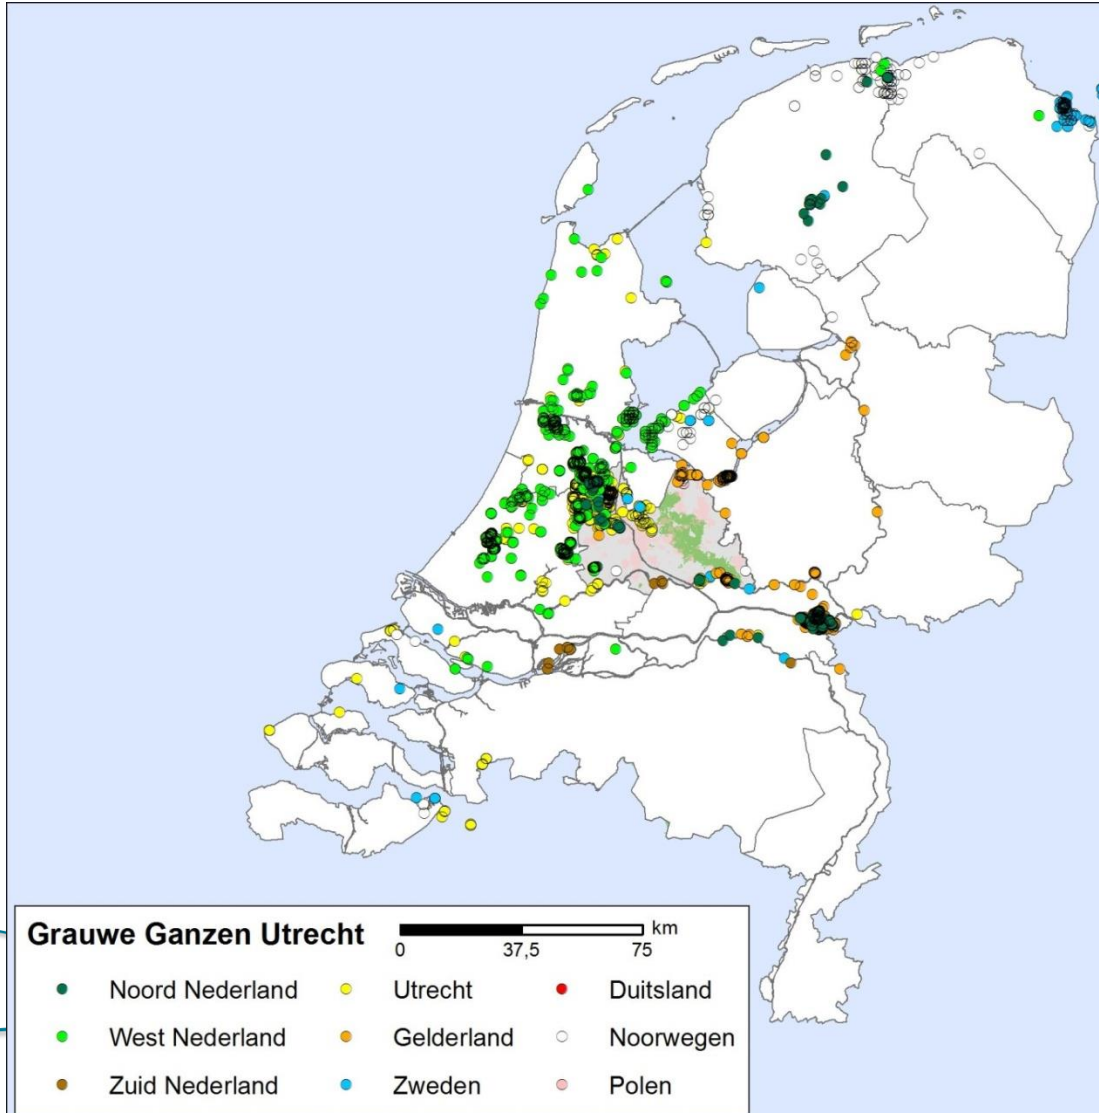 Grauwe Ganzen Utrecht
km
0 37,5 75
Noord Nederland Utrecht Duitsland
West Nederland Gelderland Noorwegen
Zuid Nederland Zweden Polen